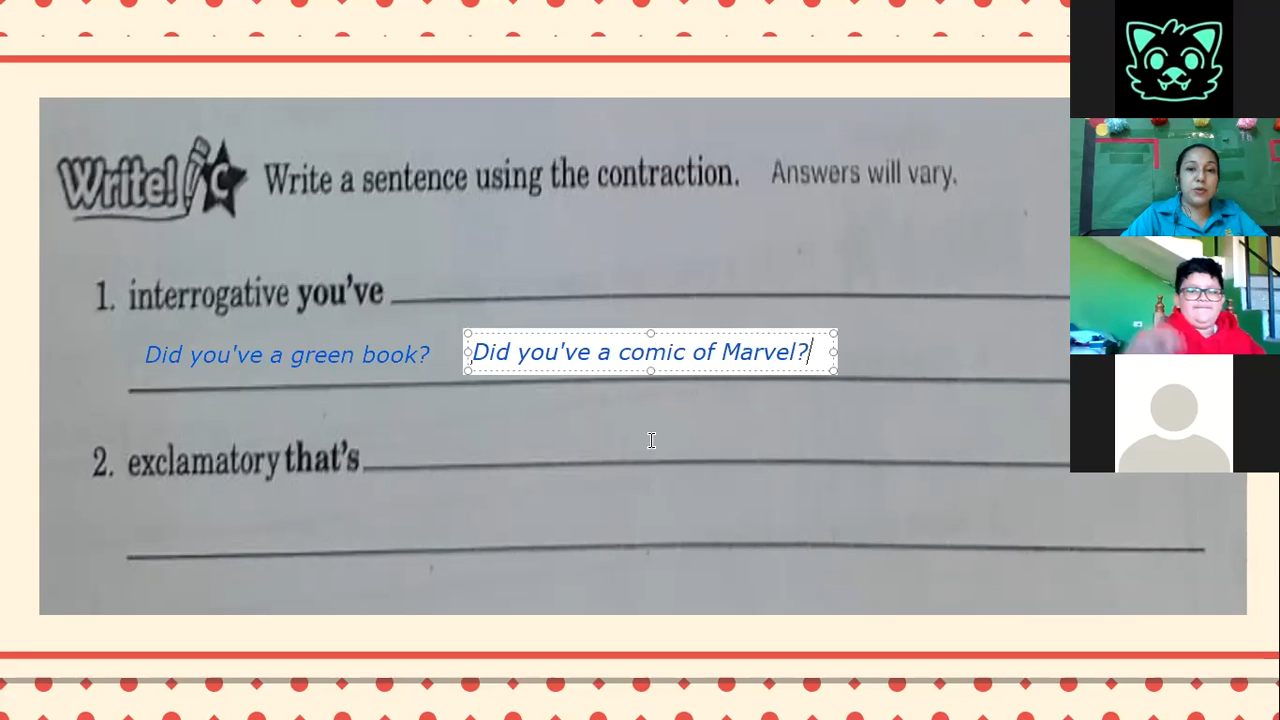 Write! C Write a sentence using the contraction. Answers will vary.
1. interrogative you've
Did you've a green book? Did you've a comic of Marvel?
2. exclamatory that's